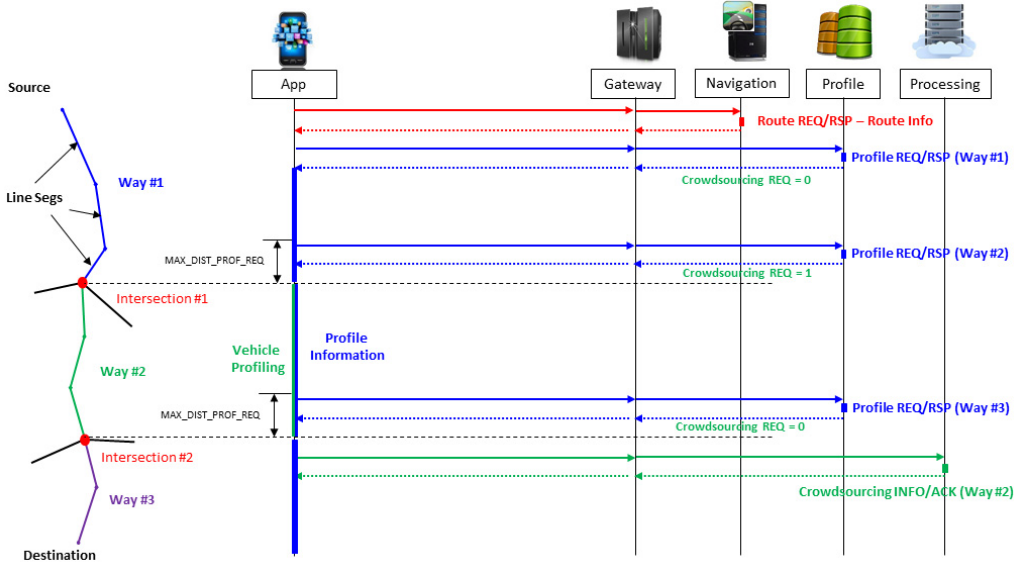 App
Gateway
Navigation
Profile
Processing
Source
Route REQ/RSP – Route Info
Profile REQ/RSP (Way #1)
Way #1
Crowdsourcing REQ = 0
Line Segs
MAX_DIST_PROF_REQ
Profile REQ/RSP (Way #2)
Crowdsourcing REQ = 1
Intersection #1
Vehicle
Profiling
Profile
Information
Way #2
MAX_DIST_PROF_REQ
Profile REQ/RSP (Way #3)
Crowdsourcing REQ = 0
Intersection #2
Way #3
Crowdsourcing INFO/ACK (Way #2)
Destination